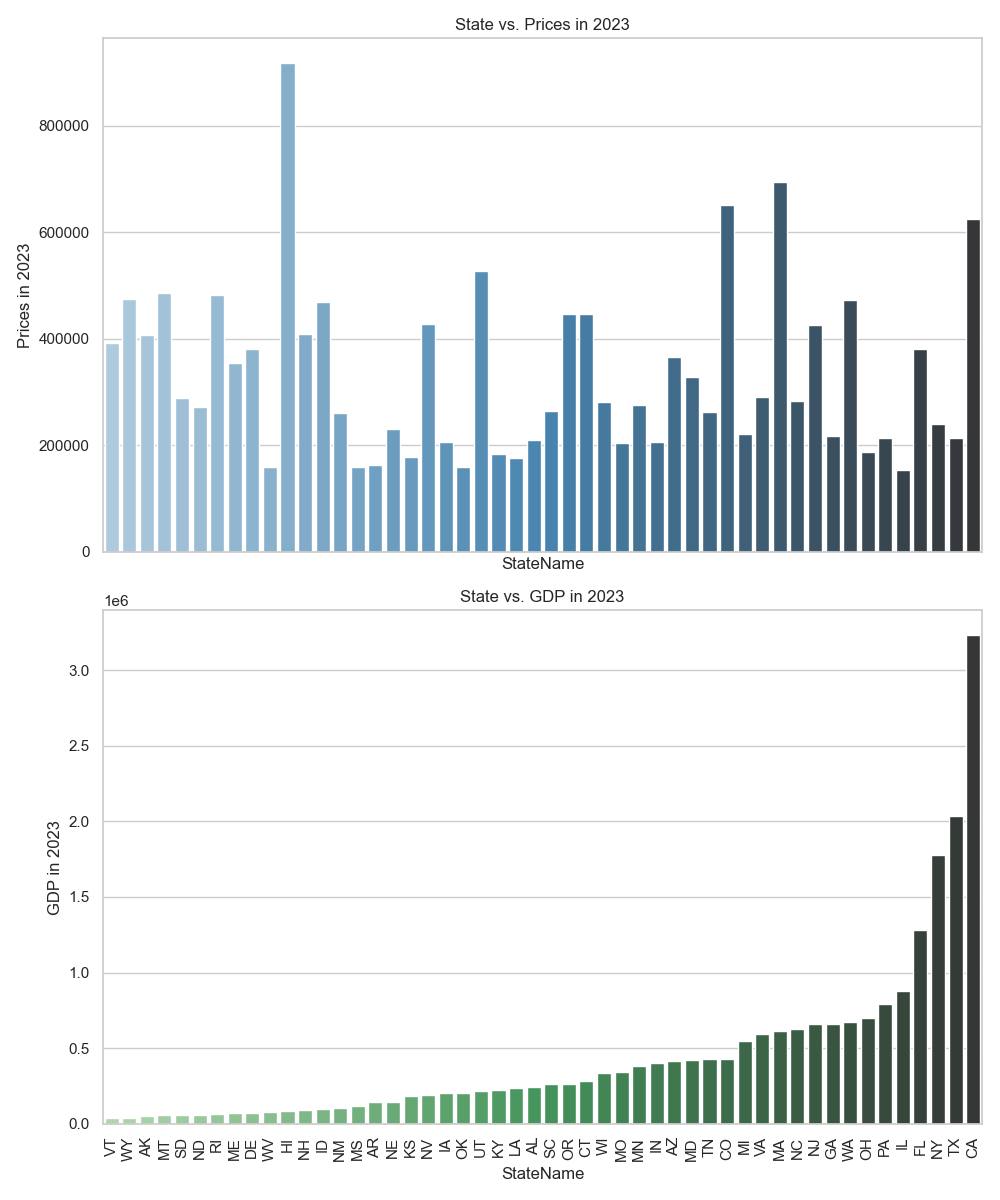 State vs. Prices in 2023
Prices in 2023
800000
600000
400000
200000
0
StateName
State vs. GDP in 2023
1e6
GDP in 2023
3.0
2.5
2.0
1.5
1.0
0.5
0.0
VT WY AK MT SD ND RI ME DE WV HI NH ID NM MS AR NE KS NV IA OK UT KY LA AL SC OR CT WI MO MN IN AZ MD TN CO MI VA MA NC NJ GA WA OH PA IL FL NY TX CA
StateName